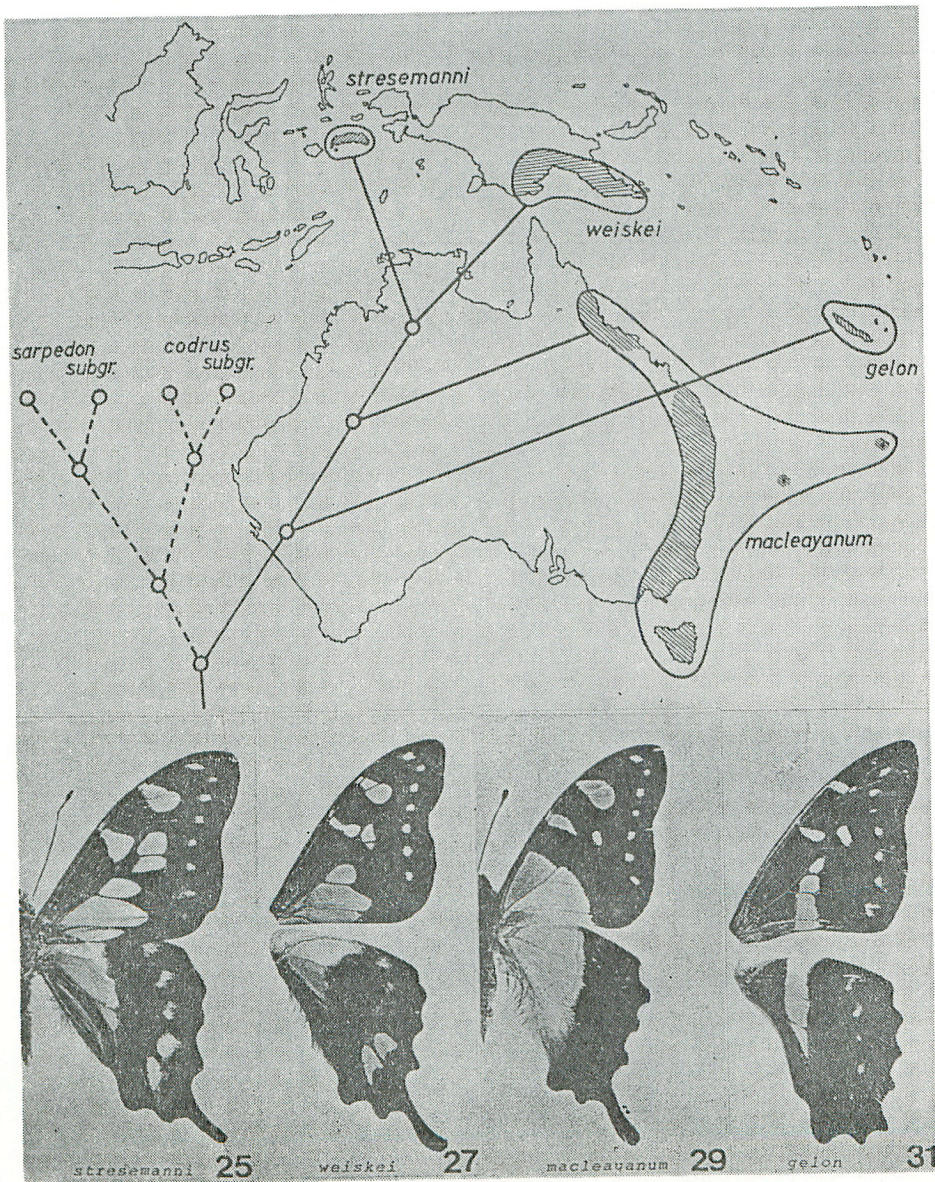 stresemanni
weiskei
sarpedon
subgr.
codrus
subgr.
gelon
macleayanum
stresemanni 25
weiskei 27
macleayanum 29
gelon 31